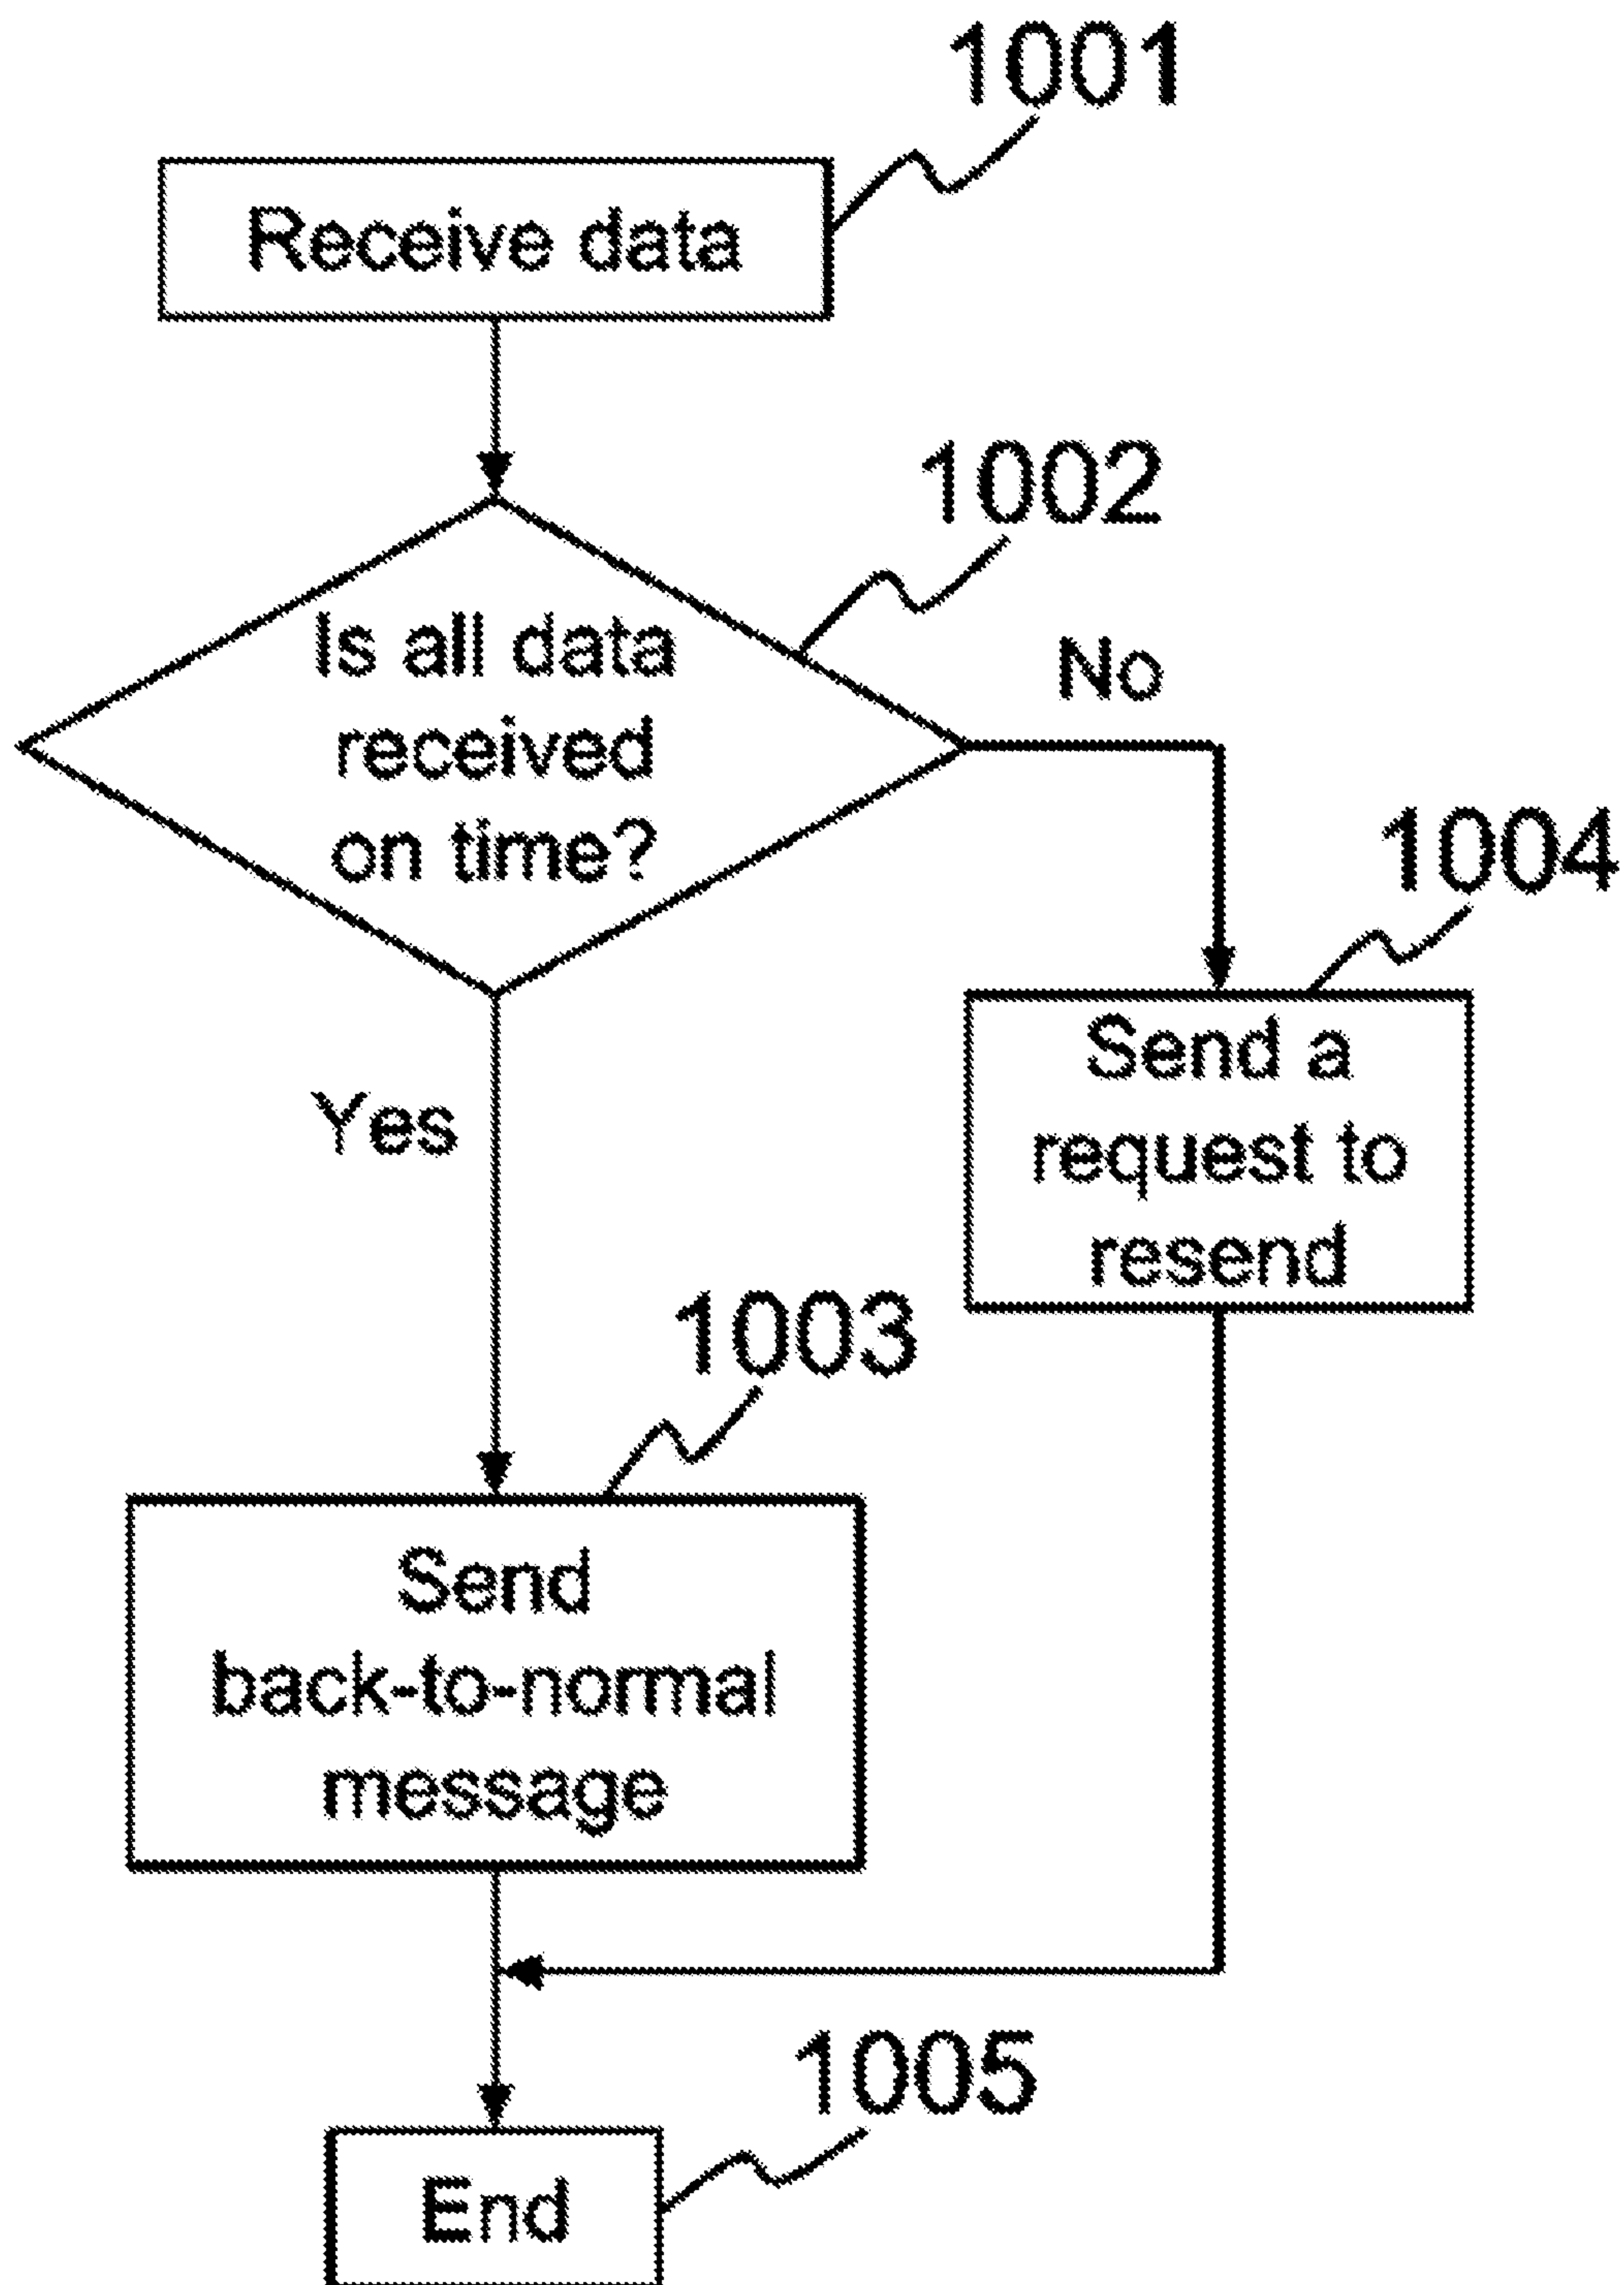 1001
Receive data
1002
Is all data
received
on time?
No
1004
Send a
request to
resend
Yes
1003
Send
back-to-normal
message
1005
End